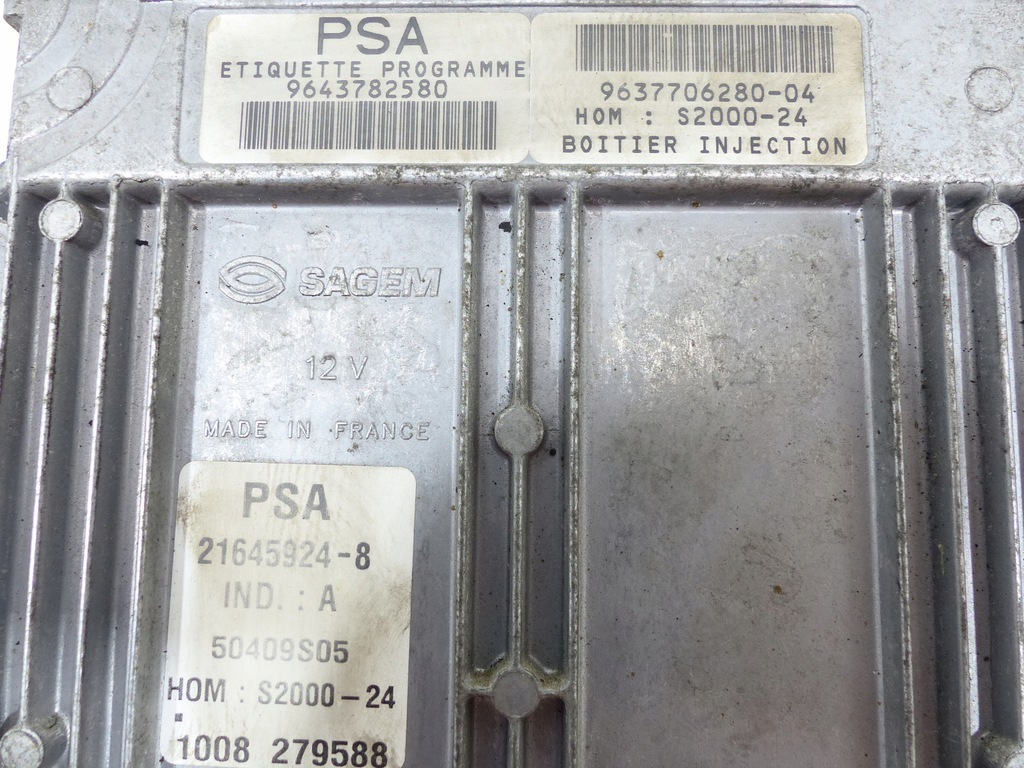 PSA
ETIQUETTE PROGRAMME
9643782580
9637706280-04
HOM : S2000-24
BOITIER INJECTION
SAGEM
12 V
MADE IN FRANCE
PSA
21645924-8
IND. : A
50409S05
HOM : S2000-24
1008 279588